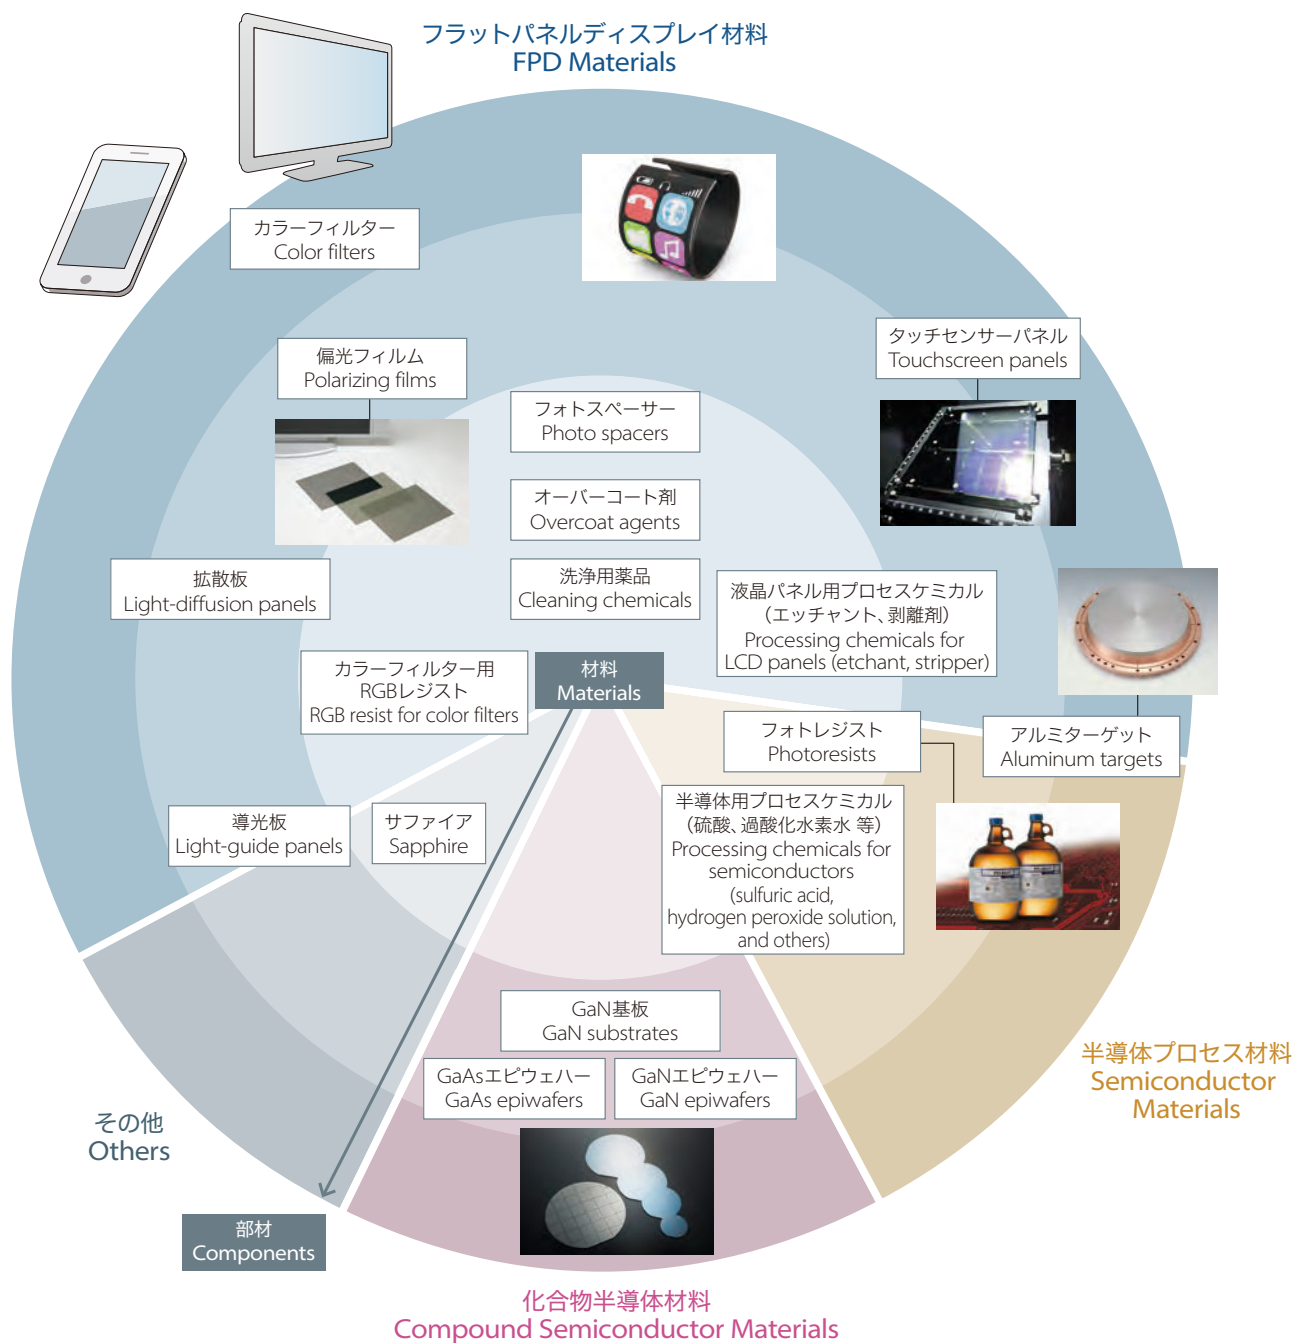 フラットパネルディスプレイ材料
FPD Materials
カラーフィルター
Color filters
タッチセンサーパネル
Touchscreen panels
偏光フィルム
Polarizing films
フォトスペーサー
Photo spacers
オーバーコート剤
Overcoat agents
拡散板
Light-diffusion panels
洗浄用薬品
Cleaning chemicals
液晶パネル用プロセスケミカル
（エッチャント、剥離剤）
Processing chemicals for
LCD panels (etchant, stripper)
カラーフィルター用
RGBレジスト
RGB resist for color filters
材料
Materials
フォトレジスト
Photoresists
アルミターゲット
Aluminum targets
導光板
Light-guide panels
サファイア
Sapphire
半導体用プロセスケミカル
（硫酸、過酸化水素水 等）
Processing chemicals for
semiconductors
(sulfuric acid,
hydrogen peroxide solution,
and others)
GaN基板
GaN substrates
GaAsエピウェハー
GaAs epiwafers
GaNエピウェハー
GaN epiwafers
半導体プロセス材料
Semiconductor
Materials
その他
Others
部材
Components
化合物半導体材料
Compound Semiconductor Materials